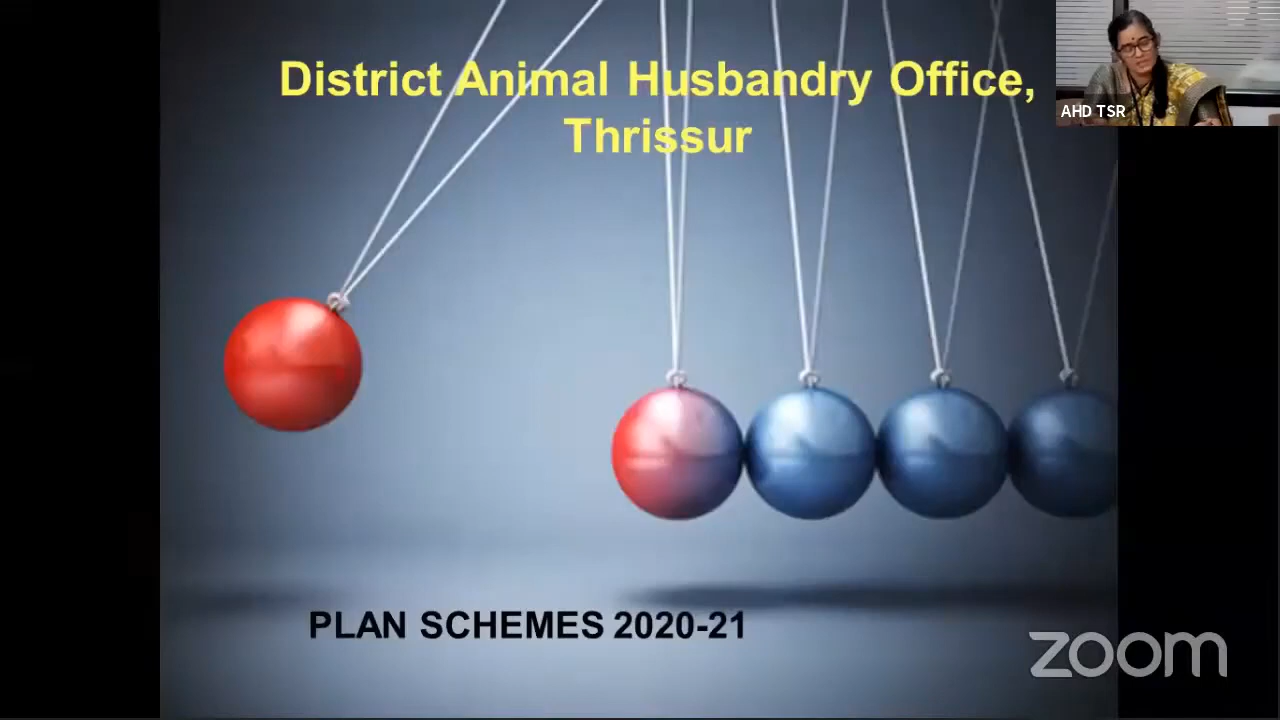 District Animal Husbandry Office,
Thrissur
AHD TSR
PLAN SCHEMES 2020-21
zoom